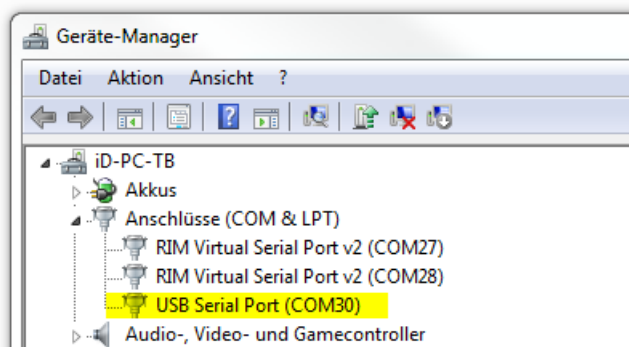 Geräte-Manager
Datei Aktion Ansicht ?
iD-PC-TB
Akkus
Anschlüsse (COM & LPT)
RIM Virtual Serial Port v2 (COM27)
RIM Virtual Serial Port v2 (COM28)
USB Serial Port (COM30)
Audio-, Video- und Gamecontroller